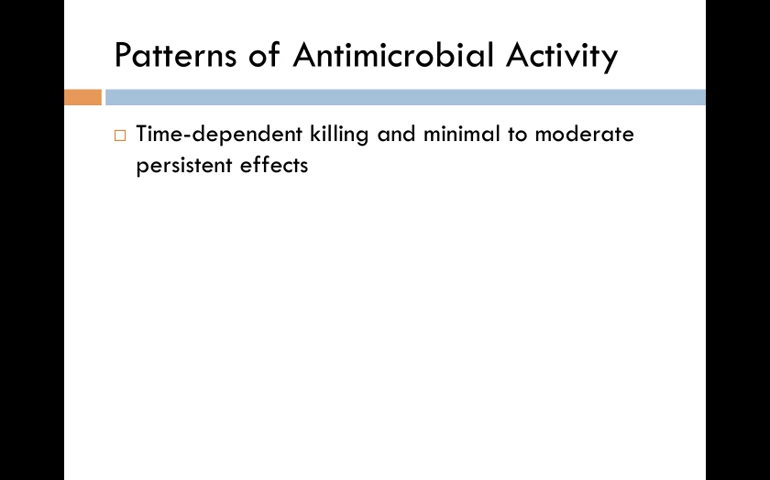 Patterns of Antimicrobial Activity
Time-dependent killing and minimal to moderate
persistent effects